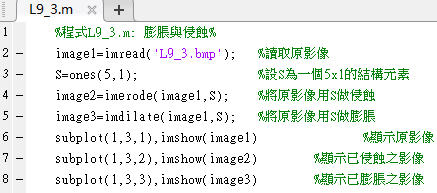 L9_3.m × +
1 %程式L9_3.m: 膨脹與侵蝕%
2 - image1=imread('L9_3.bmp'); %讀取原影像
3 - S=ones(5,1); %設S為一個5x1的結構元素
4 - image2=imerode(image1,S); %將原影像用S做侵蝕
5 - image3=imdilate(image1,S); %將原影像用S做膨脹
6 - subplot(1,3,1),imshow(image1) %顯示原影像
7 - subplot(1,3,2),imshow(image2) %顯示已侵蝕之影像
8 - subplot(1,3,3),imshow(image3) %顯示已膨脹之影像